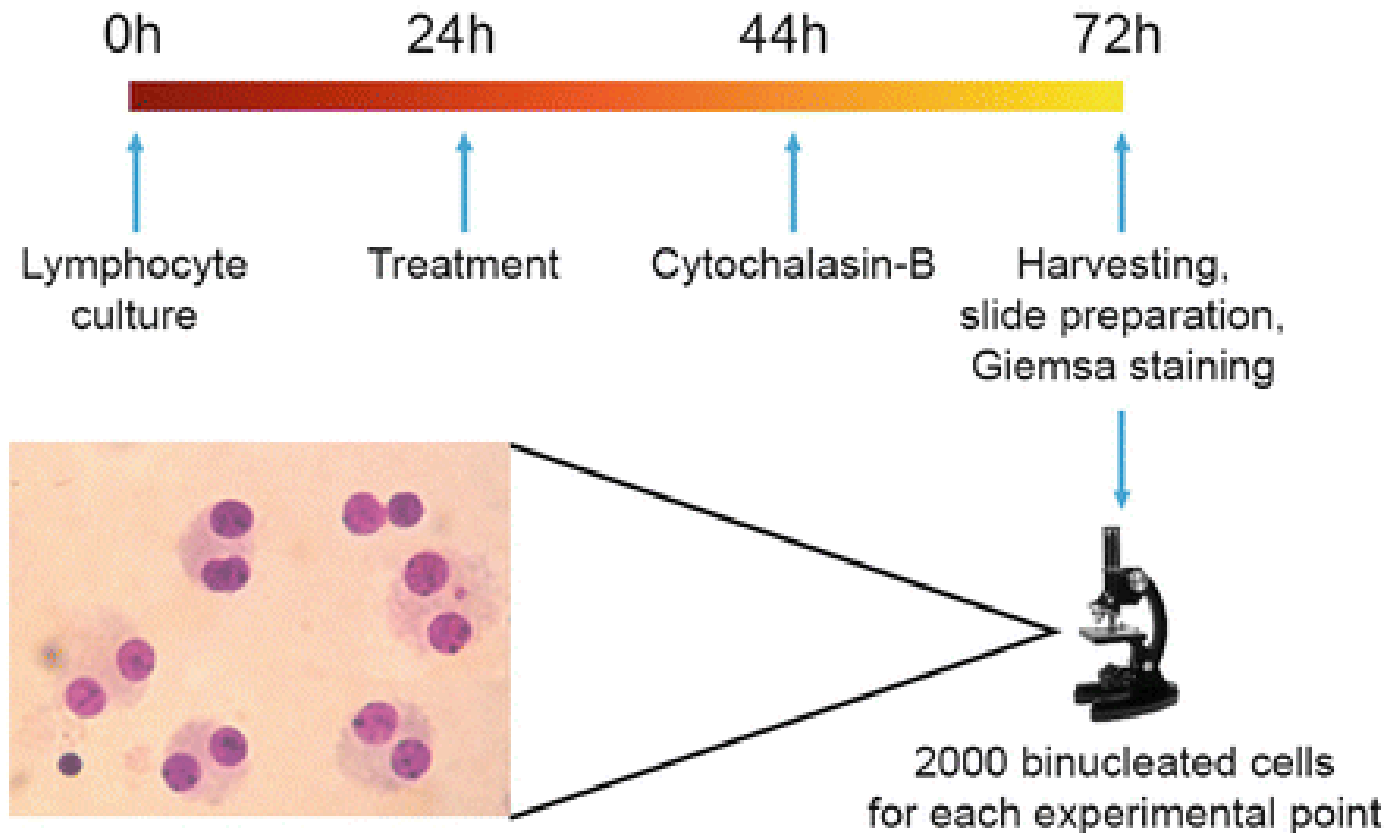 0h 24h 44h 72h
Lymphocyte culture
Treatment
Cytochalasin-B
Harvesting,
slide preparation,
Giemsa staining
2000 binucleated cells
for each experimental point